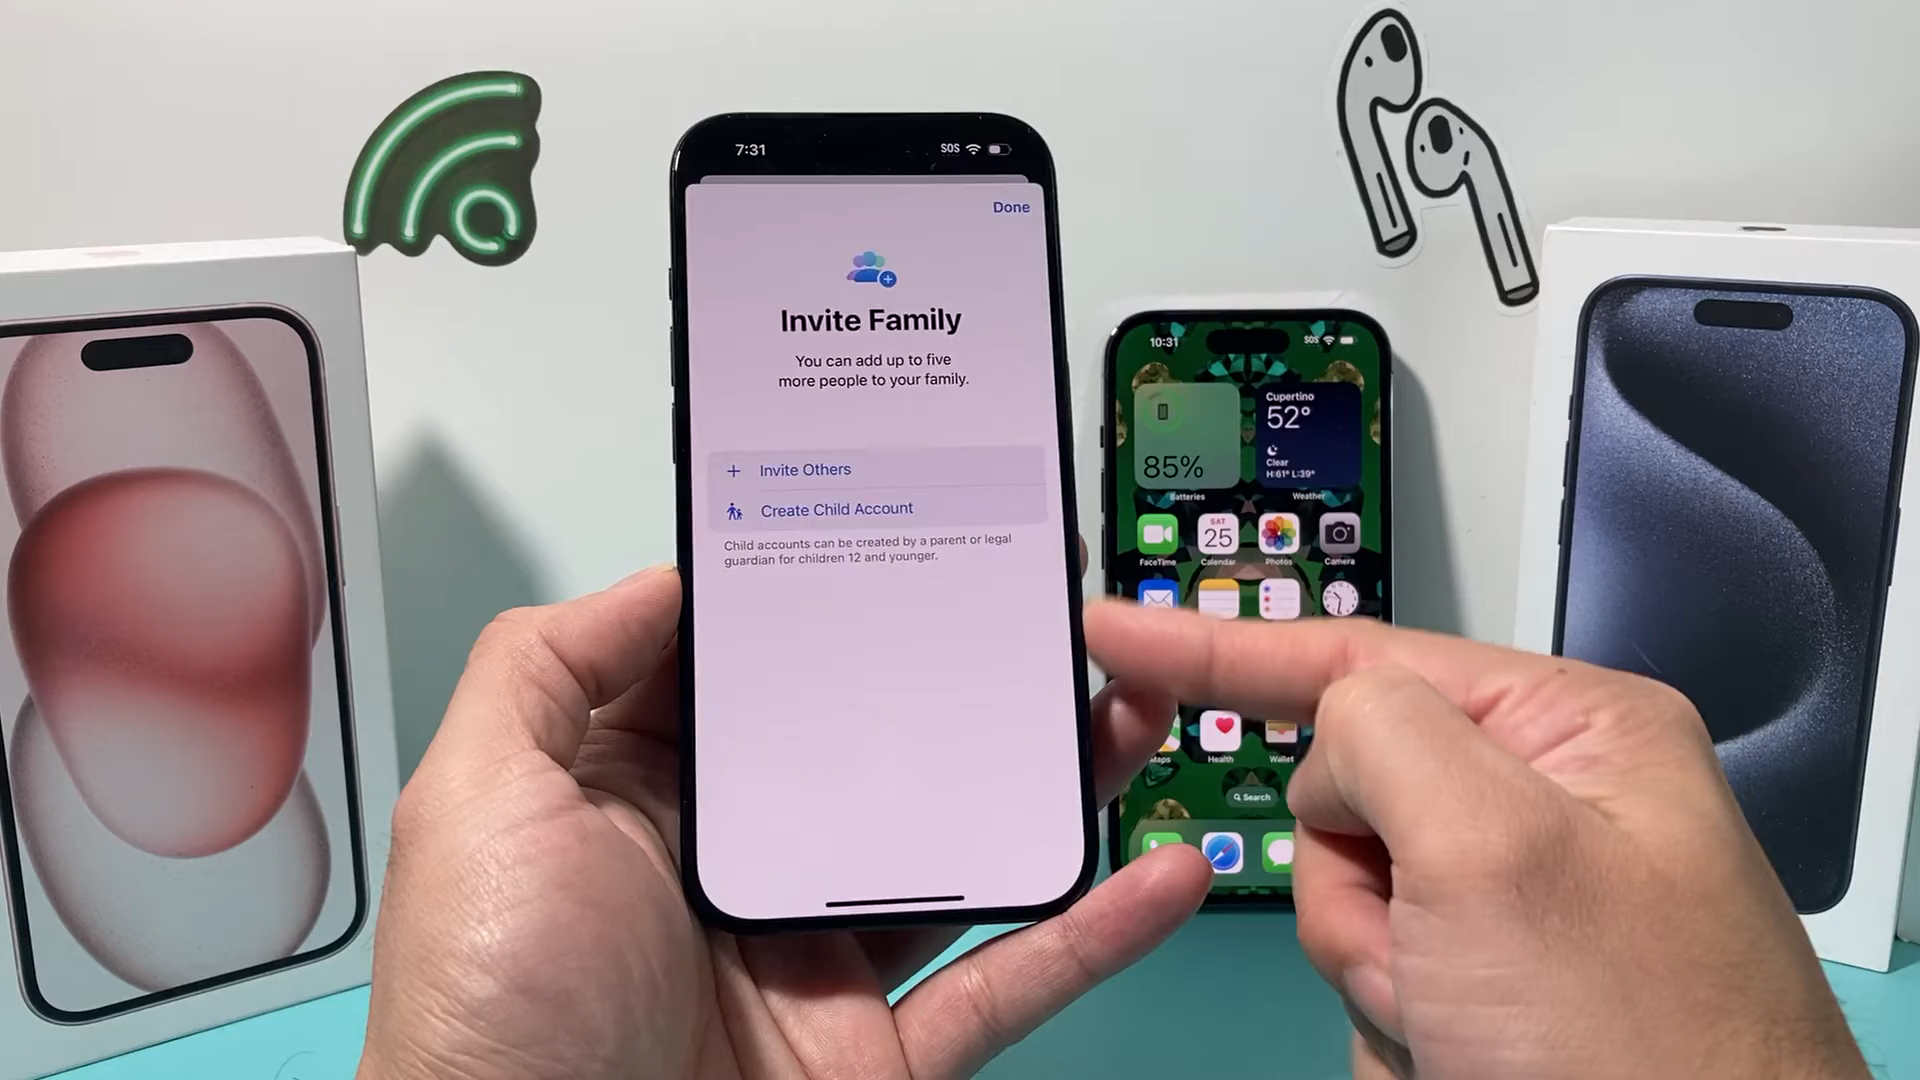 7:31
SOS
Done
Invite Family
You can add up to five
more people to your family.
Invite Others
Create Child Account
Child accounts can be created by a parent or legal
guardian for children 12 and younger.
10:31
SOS
85%
Batteries
Cupertino
52°
Clear
H:61° L:39°
Weather
SAT
25
FaceTime
Calendar
Photos
Camera
Maps
Health
Wallet
Search